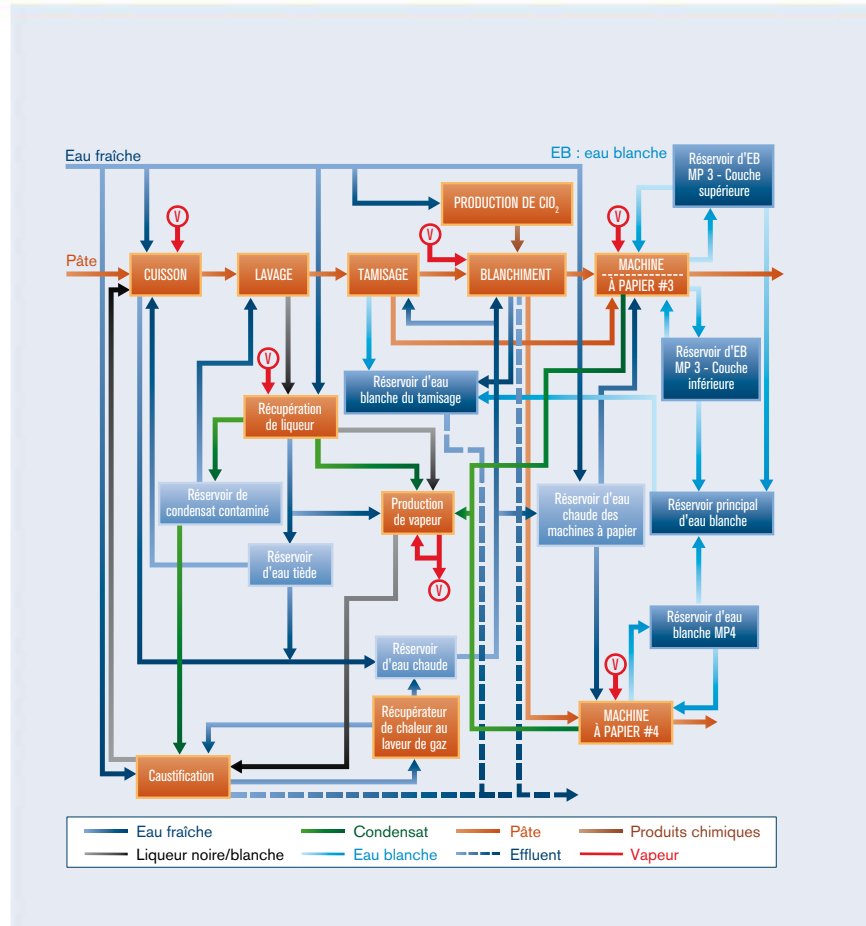 Eau fraîche
EB : eau blanche
Réservoir d'EB
MP 3 - Couche
supérieure
PRODUCTION DE ClO₂
V
V
V
Pâte
CUISSON
LAVAGE
TAMISAGE
BLANCHIMENT
MACHINE
À PAPIER #3
Réservoir d'EB
MP 3 - Couche
inférieure
V
Réservoir d'eau
blanche du tamisage
Récupération
de liqueur
Réservoir de
condensat contaminé
Production
de vapeur
Réservoir d'eau
chaude des
machines à papier
Réservoir principal
d'eau blanche
Réservoir
d'eau tiède
V
Réservoir d'eau
blanche MP4
Réservoir
d'eau chaude
V
Récupérateur
de chaleur au
laveur de gaz
MACHINE
À PAPIER #4
Caustification
Eau fraîche
Condensat
Pâte
Produits chimiques
Liqueur noire/blanche
Eau blanche
Effluent
Vapeur